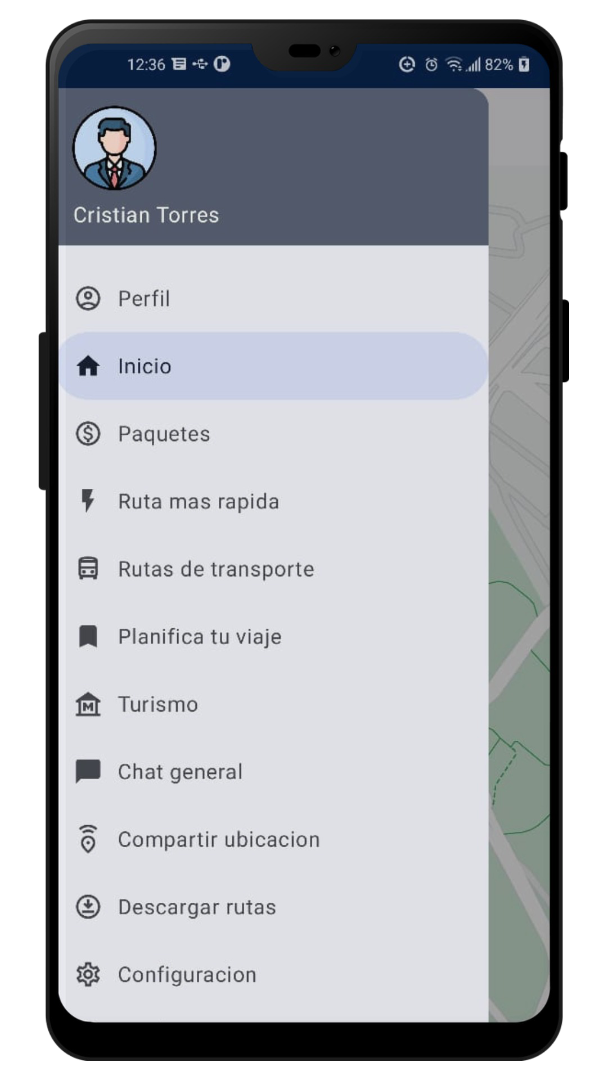 12:36 82%
Cristian Torres
Perfil
Inicio
Paquetes
Ruta mas rapida
Rutas de transporte
Planifica tu viaje
Turismo
Chat general
Compartir ubicacion
Descargar rutas
Configuracion